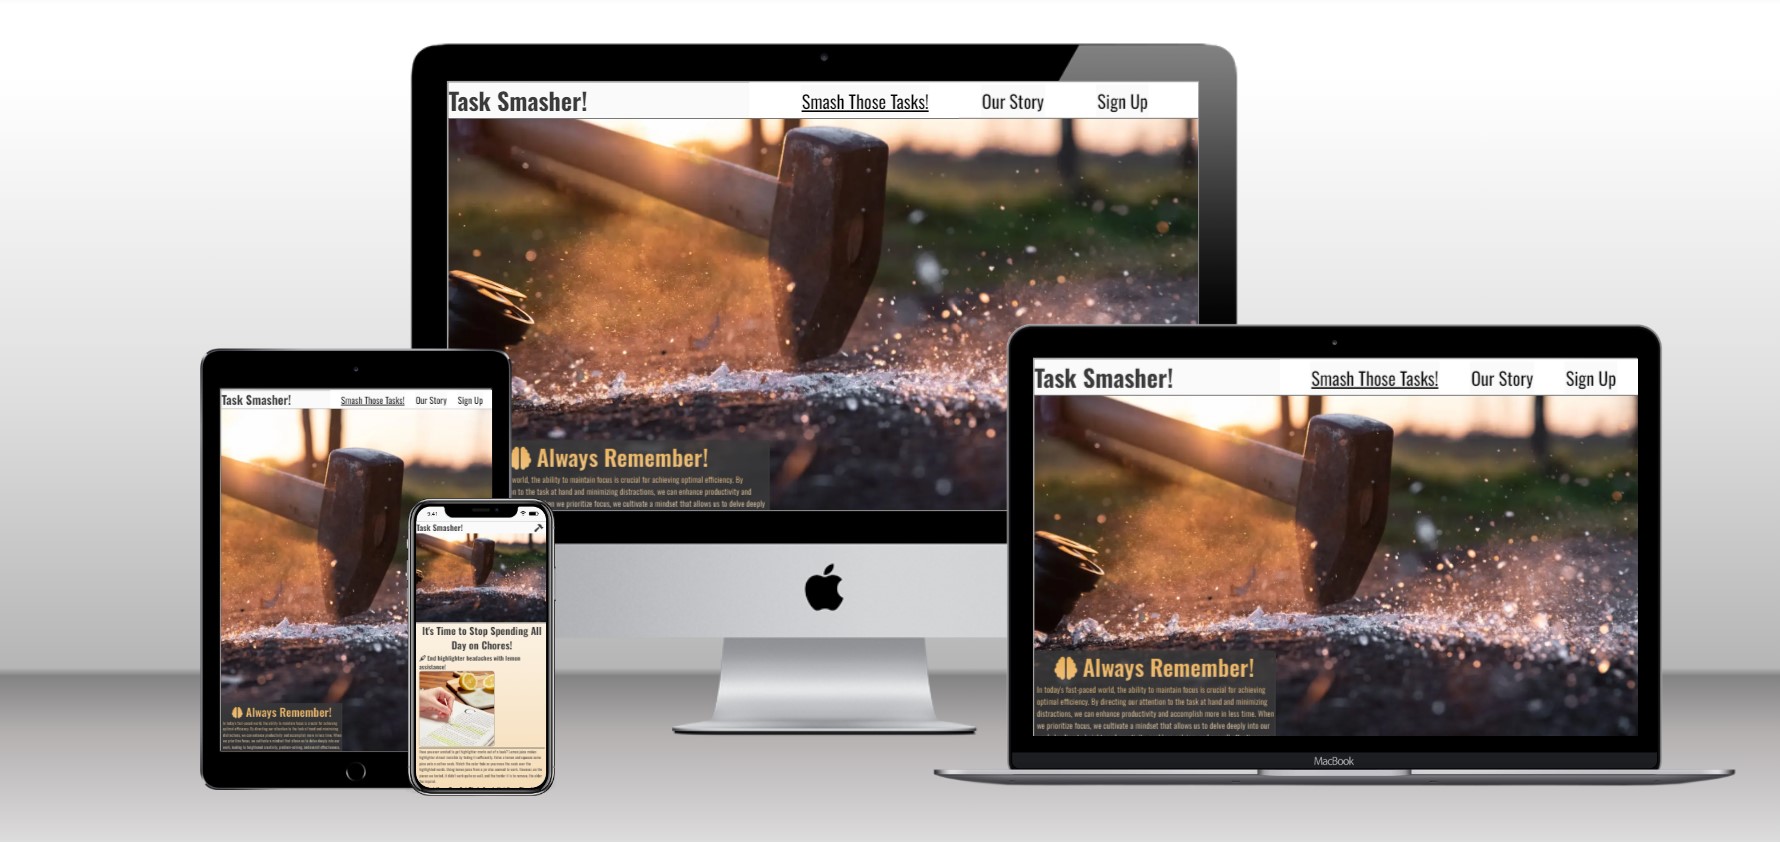 Task Smasher!
Smash Those Tasks!
Our Story
Sign Up
Always Remember!
world, the ability to maintain focus is crucial for achieving optimal efficiency. By
to the task at hand and minimizing distractions, we can enhance productivity and
we prioritize focus, we cultivate a mindset that allows us to delve deeply
Task Smasher!
Smash Those Tasks!
Our Story
Sign Up
Always Remember!
In today's fast-paced world, the ability to maintain focus is crucial for achieving
optimal efficiency. By directing our attention to the task at hand and minimizing
distractions, we can enhance productivity and accomplish more in less time. When
we prioritize focus, we cultivate a mindset that allows us to delve deeply into our
MacBook
Task Smasher!
Smash Those Tasks!
Our Story
Sign Up
Always Remember!
9:41
Task Smasher!
It's Time to Stop Spending All
Day on Chores!
End highlighter headaches with lemon
assistance!